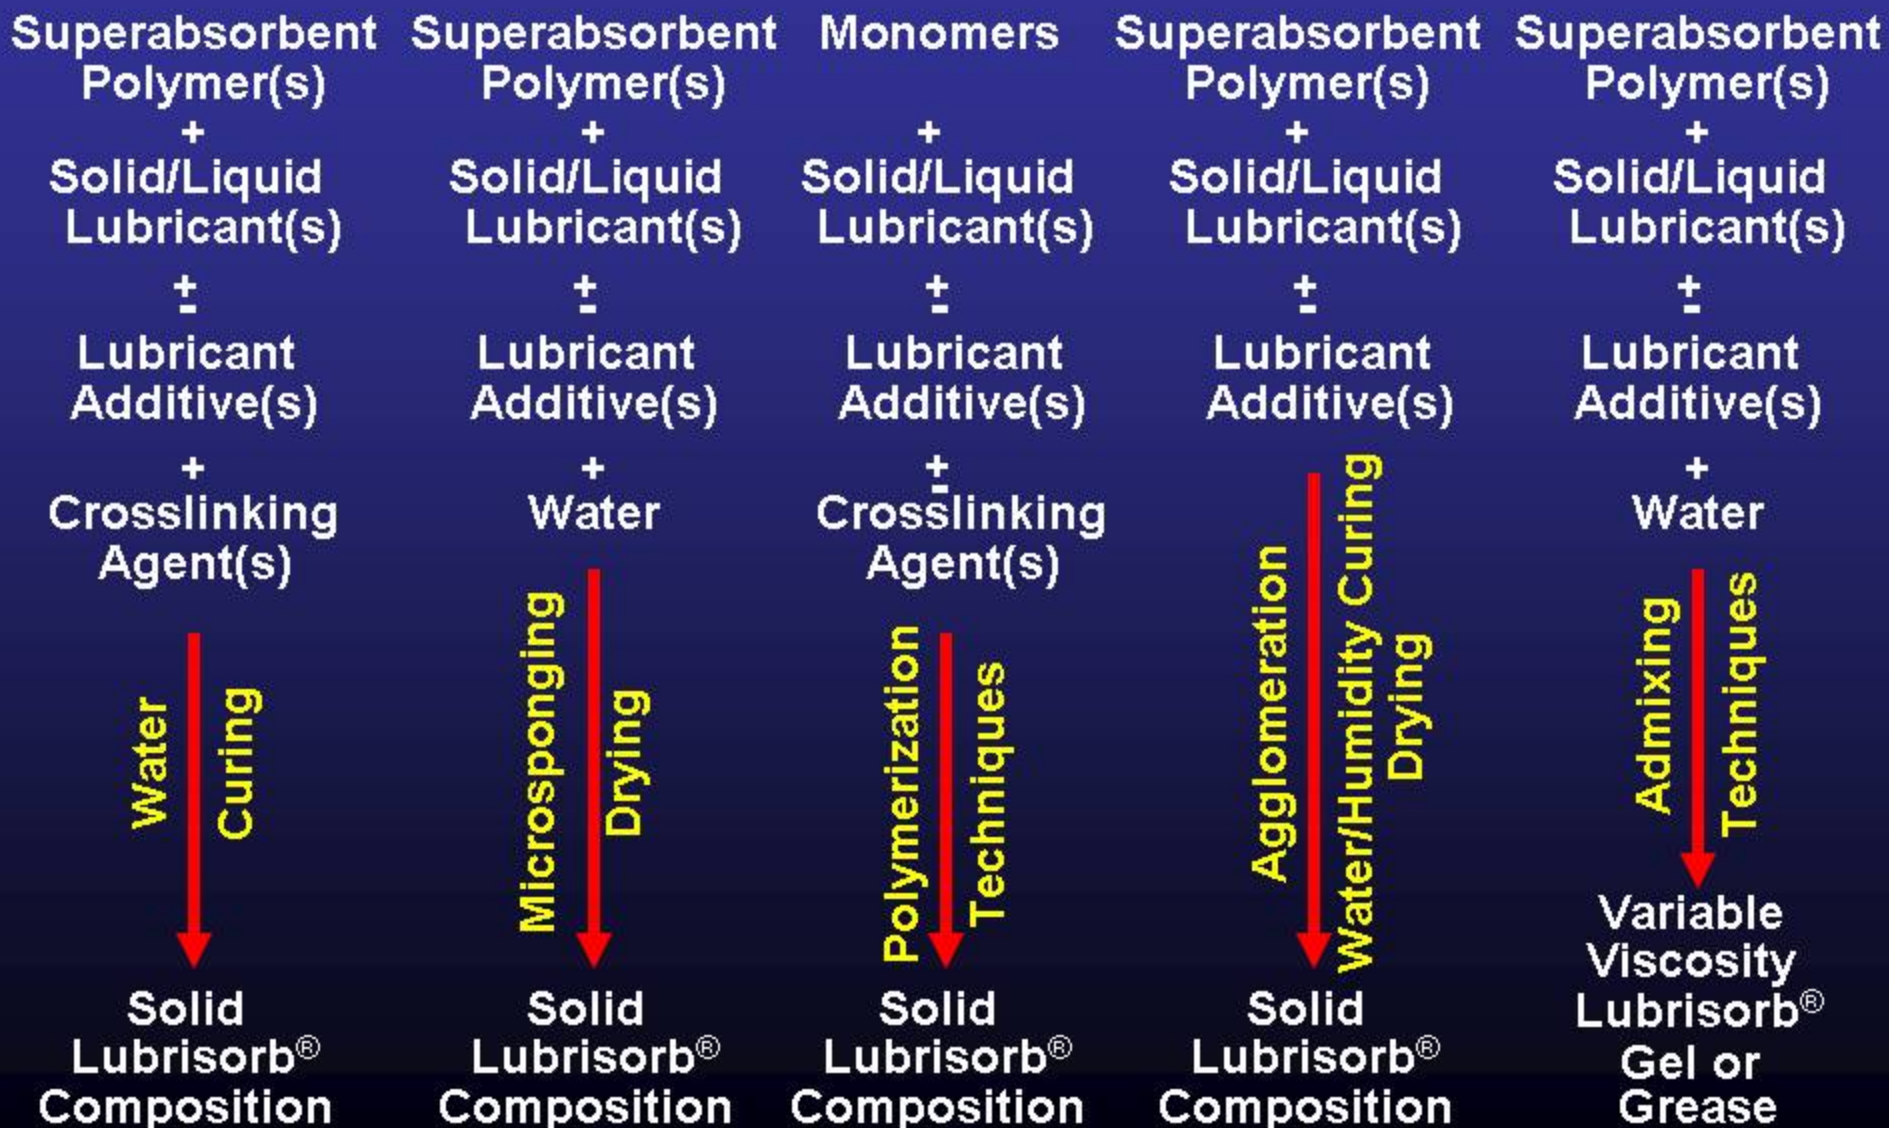 Superabsorbent
Polymer(s)
+
Solid/Liquid
Lubricant(s)
±
Lubricant
Additive(s)
+
Crosslinking
Agent(s)
Water
Curing
Solid
Lubrisorb®
Composition
Superabsorbent
Polymer(s)
+
Solid/Liquid
Lubricant(s)
±
Lubricant
Additive(s)
+
Water
Microsponging
Drying
Solid
Lubrisorb®
Composition
Monomers
+
Solid/Liquid
Lubricant(s)
±
Lubricant
Additive(s)
±
Crosslinking
Agent(s)
Polymerization
Techniques
Solid
Lubrisorb®
Composition
Superabsorbent
Polymer(s)
+
Solid/Liquid
Lubricant(s)
±
Lubricant
Additive(s)
Agglomeration
Water/Humidity Curing
Drying
Solid
Lubrisorb®
Composition
Superabsorbent
Polymer(s)
+
Solid/Liquid
Lubricant(s)
±
Lubricant
Additive(s)
+
Water
Admixing
Techniques
Variable
Viscosity
Lubrisorb®
Gel or
Grease